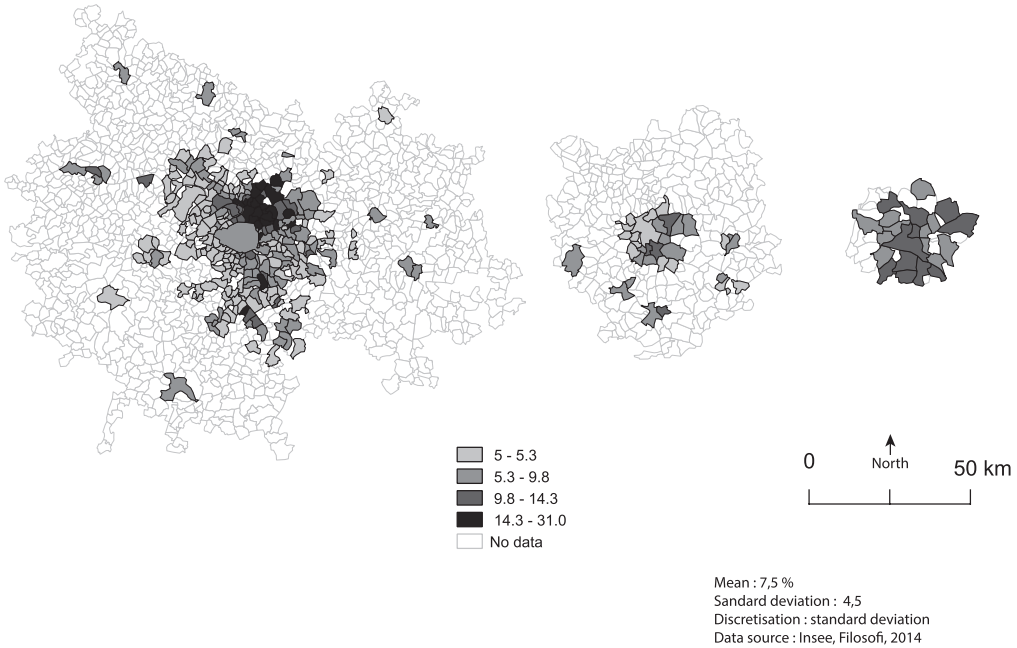 5 - 5.3
5.3 - 9.8
9.8 - 14.3
14.3 - 31.0
No data
0
North
50 km
Mean : 7,5 %
Sandard deviation : 4,5
Discretisation : standard deviation
Data source : Insee, Filosofi, 2014